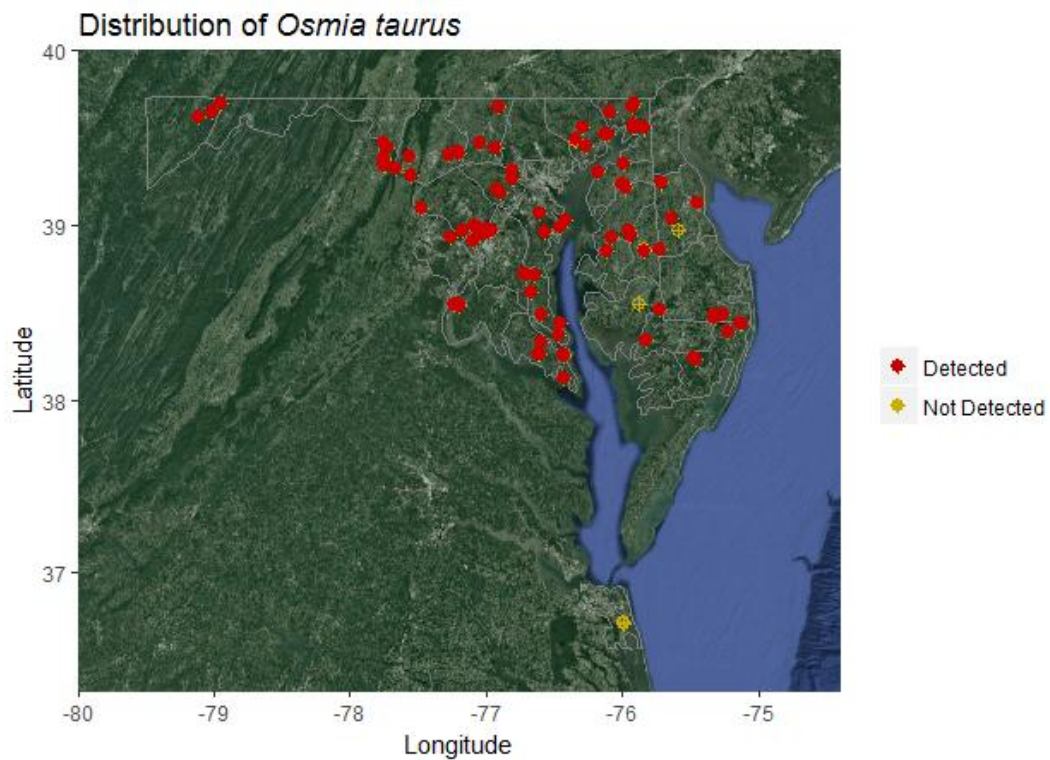 Distribution of Osmia taurus
40
39
38
37
Latitude
-80
-79
-78
-77
-76
-75
Longitude
Detected
Not Detected